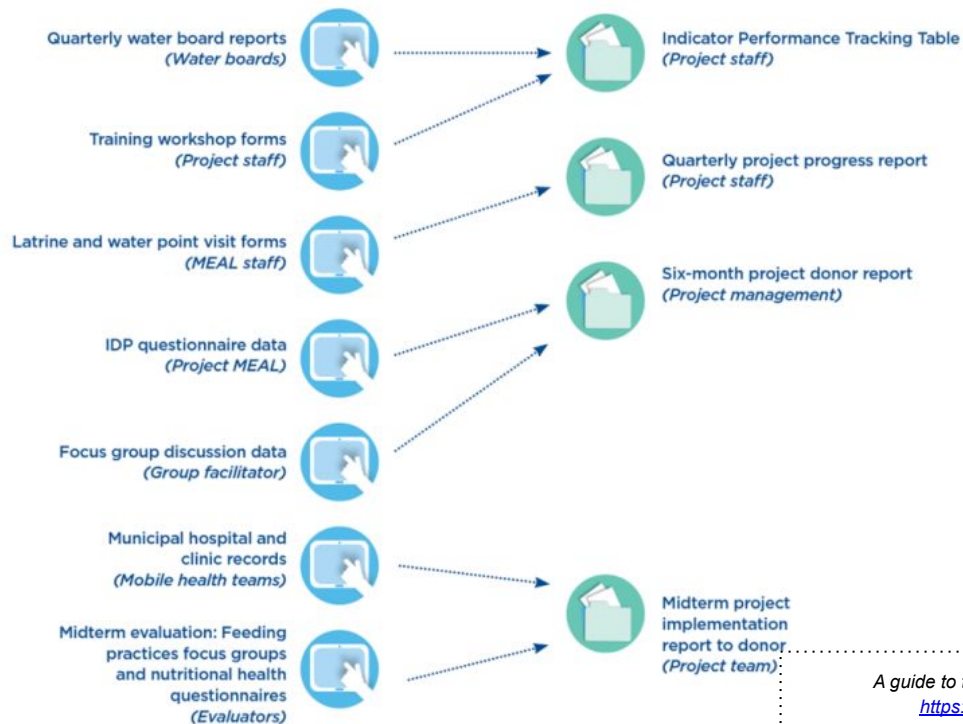 Quarterly water board reports
(Water boards)
Indicator Performance Tracking Table
(Project staff)
Training workshop forms
(Project staff)
Quarterly project progress report
(Project staff)
Latrine and water point visit forms
(MEAL staff)
Six-month project donor report
(Project management)
IDP questionnaire data
(Project MEAL)
Focus group discussion data
(Group facilitator)
Municipal hospital and
clinic records
(Mobile health teams)
Midterm project
implementation
report to donor
(Project team)
Midterm evaluation: Feeding
practices focus groups
and nutritional health
questionnaires
(Evaluators)
A guide to t
https: